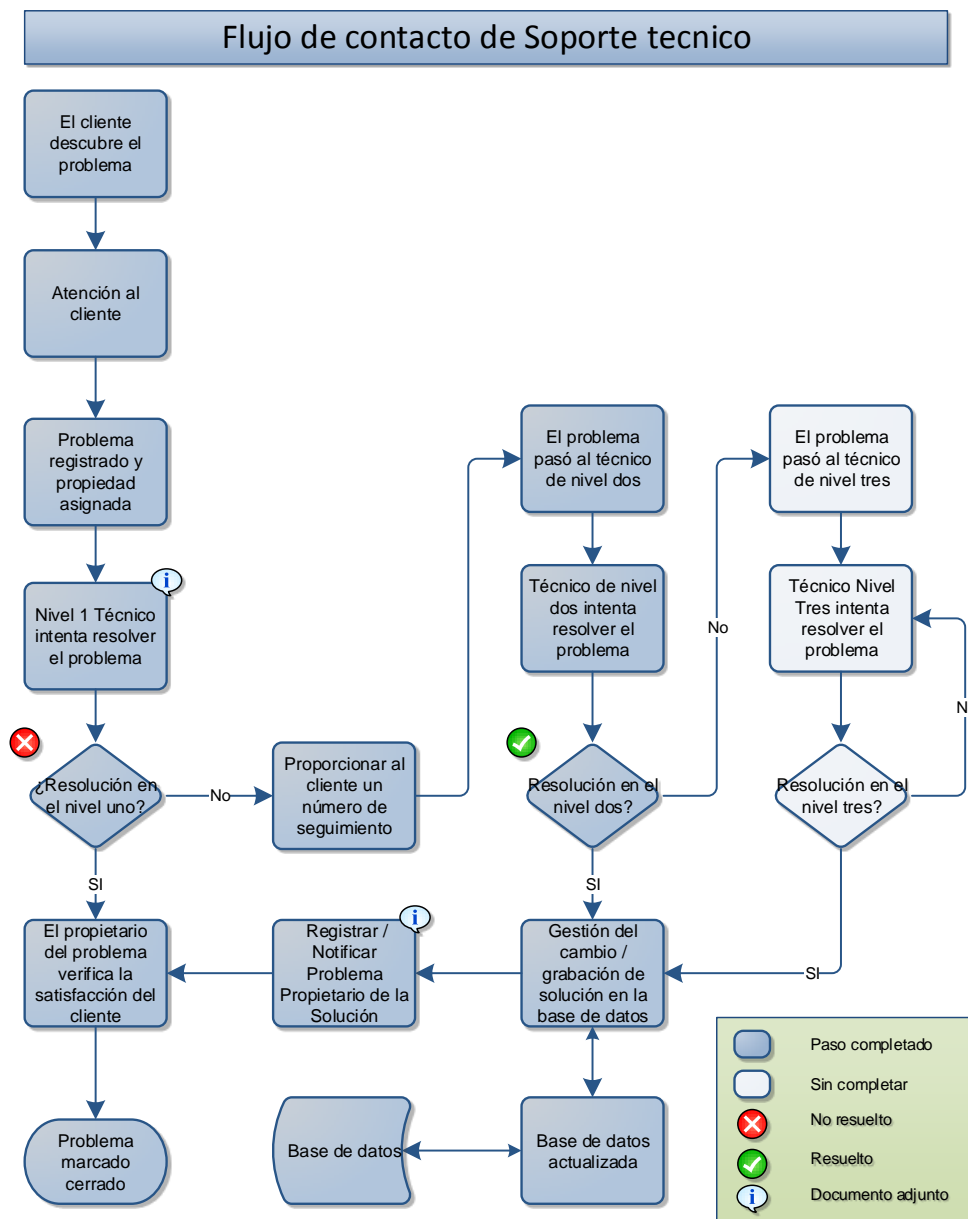 Flujo de contacto de Soporte tecnico
El cliente
descubre el
problema
Atención al
cliente
Problema
registrado y
propiedad
asignada
Nivel 1 Técnico
intenta resolver
el problema
¿Resolución en
el nivel uno?
No
SI
Proporcionar al
cliente un
número de
seguimiento
El problema
pasó al técnico
de nivel dos
Técnico de nivel
dos intenta
resolver el
problema
Resolución en el
nivel dos?
No
SI
El problema
pasó al técnico
de nivel tres
Técnico Nivel
Tres intenta
resolver el
problema
Resolución en el
nivel tres?
N
SI
El propietario
del problema
verifica la
satisfacción del
cliente
Registrar /
Notificar
Problema
Propietario de la
Solución
Gestión del
cambio /
grabación de
solución en la
base de datos
Problema
marcado
cerrado
Base de datos
Base de datos
actualizada
Paso completado
Sin completar
No resuelto
Resuelto
Documento adjunto